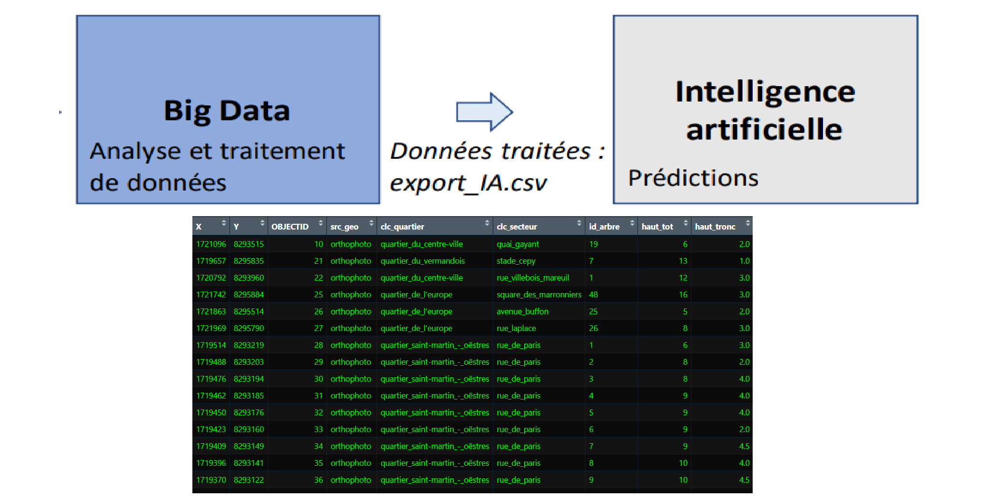 Big Data
Analyse et traitement
de données
Données traitées :
export_IA.csv
Intelligence
artificielle
Prédictions
X Y OBJECTID src_geo clc_quartier clc_secteur id_arbre haut_tot haut_tronc
1721096 8293515 10 orthophoto quartier_du_centre-ville quai_gayant 19 6 2.0
1719657 8295835 21 orthophoto quartier_du_vermandois stade_cepy 7 13 1.0
1720792 8293960 22 orthophoto quartier_du_centre-ville rue_villebois_mareuil 1 12 3.0
1721742 8295884 25 orthophoto quartier_de_l'europe square_des_marronniers 48 16 3.0
1721863 8295514 26 orthophoto quartier_de_l'europe avenue_buffon 25 5 2.0
1721969 8295790 27 orthophoto quartier_de_l'europe rue_laplace 26 8 3.0
1719514 8293219 28 orthophoto quartier_saint-martin_-_oëstres rue_de_paris 1 6 3.0
1719488 8293203 29 orthophoto quartier_saint-martin_-_oëstres rue_de_paris 2 8 2.0
1719476 8293194 30 orthophoto quartier_saint-martin_-_oëstres rue_de_paris 3 8 4.0
1719462 8293185 31 orthophoto quartier_saint-martin_-_oëstres rue_de_paris 4 9 4.0
1719450 8293176 32 orthophoto quartier_saint-martin_-_oëstres rue_de_paris 5 9 4.0
1719423 8293160 33 orthophoto quartier_saint-martin_-_oëstres rue_de_paris 6 9 2.0
1719409 8293149 34 orthophoto quartier_saint-martin_-_oëstres rue_de_paris 7 9 4.5
1719396 8293141 35 orthophoto quartier_saint-martin_-_oëstres rue_de_paris 8 10 4.0
1719370 8293122 36 orthophoto quartier_saint-martin_-_oëstres rue_de_paris 9 10 4.5